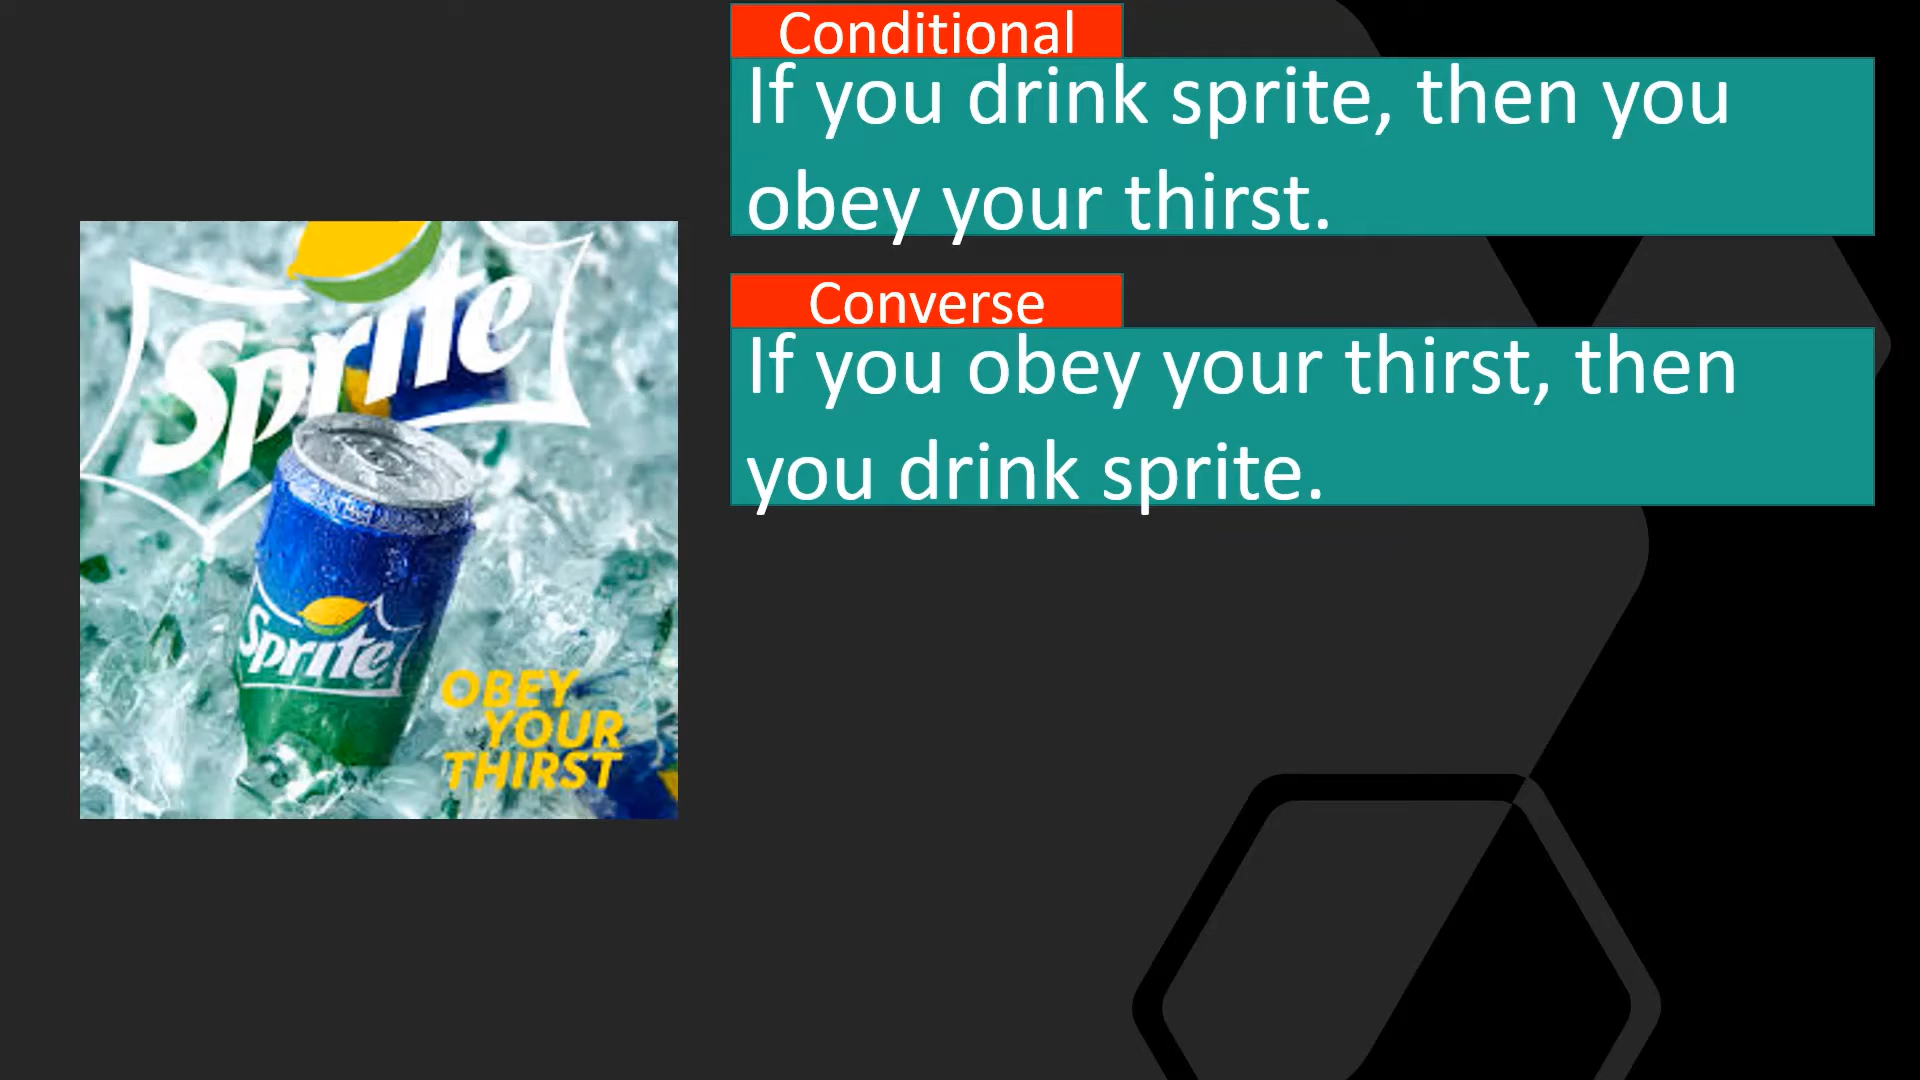 Conditional
If you drink sprite, then you
obey your thirst.
Converse
If you obey your thirst, then
you drink sprite.
Sprite
Sprite
OBEY
YOUR
THIRST